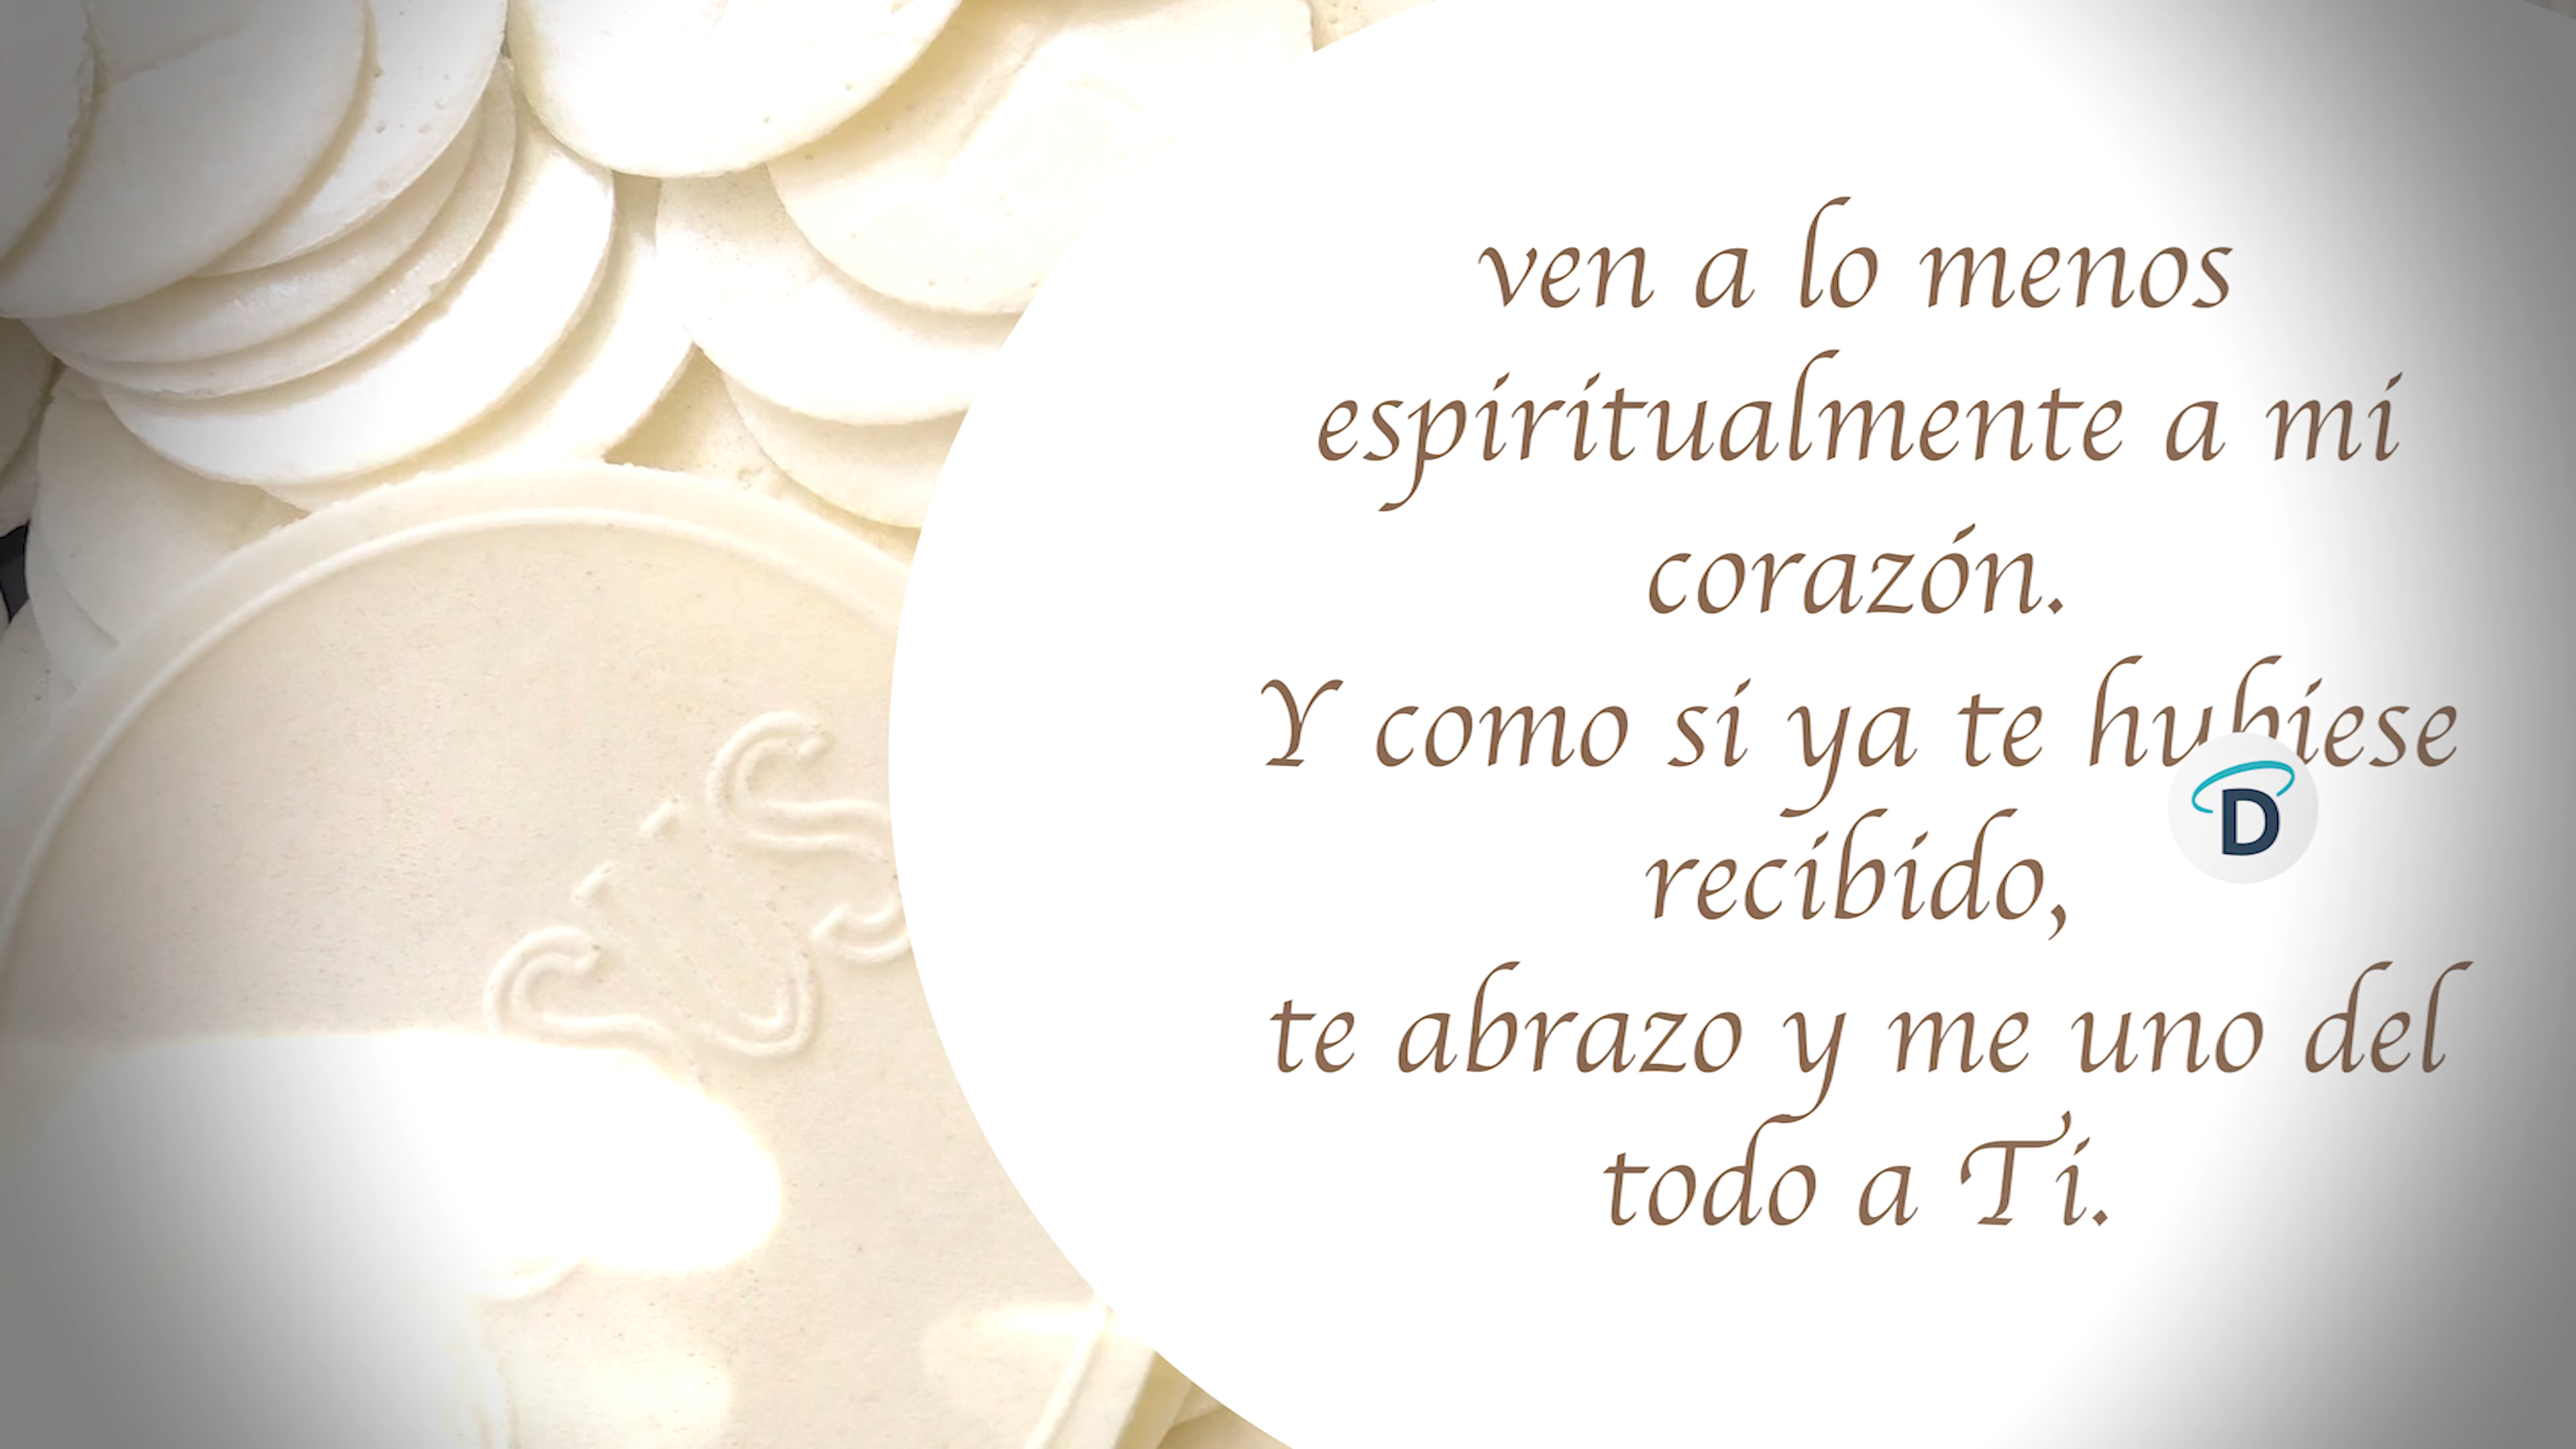 ven a lo menos
espiritualmente a mi
corazón.
Y como si ya te hubiese
recibido,
te abrazo y me uno del
todo a Ti.
D